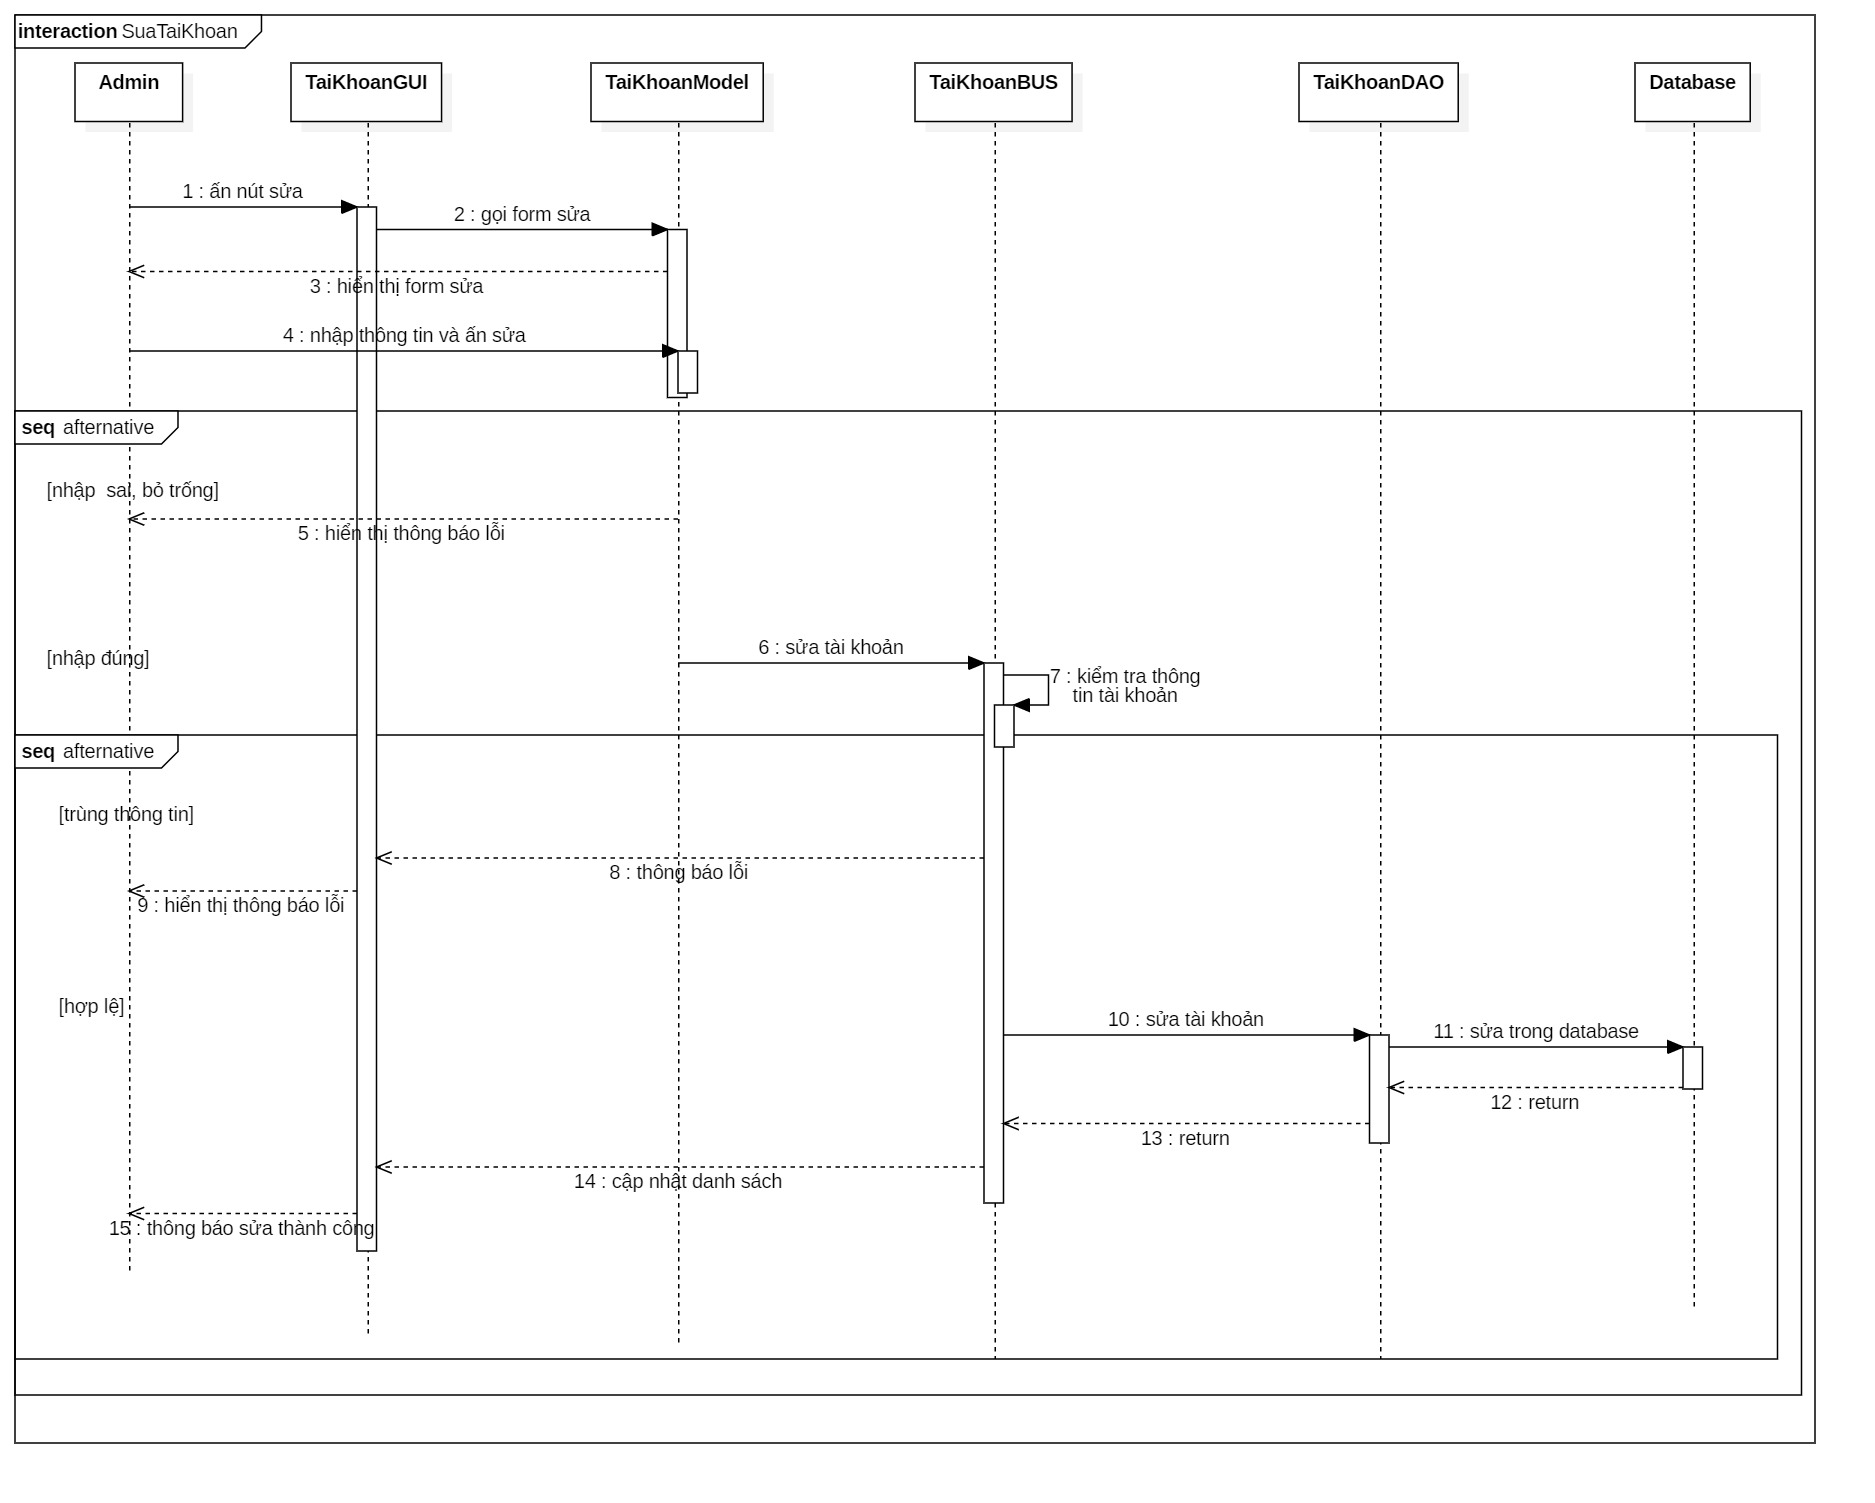 interaction SuaTaiKhoan
Admin
TaiKhoanGUI
TaiKhoanModel
TaiKhoanBUS
TaiKhoanDAO
Database
1 : ấn nút sửa
2 : gọi form sửa
3 : hiển thị form sửa
4 : nhập thông tin và ấn sửa
seq afternative
[nhập  sai, bỏ trống]
5 : hiển thị thông báo lỗi
[nhập đúng]
6 : sửa tài khoản
7 : kiểm tra thông
tin tài khoản
seq afternative
[trùng thông tin]
8 : thông báo lỗi
9 : hiển thị thông báo lỗi
[hợp lệ]
10 : sửa tài khoản
11 : sửa trong database
12 : return
13 : return
14 : cập nhật danh sách
15 : thông báo sửa thành công